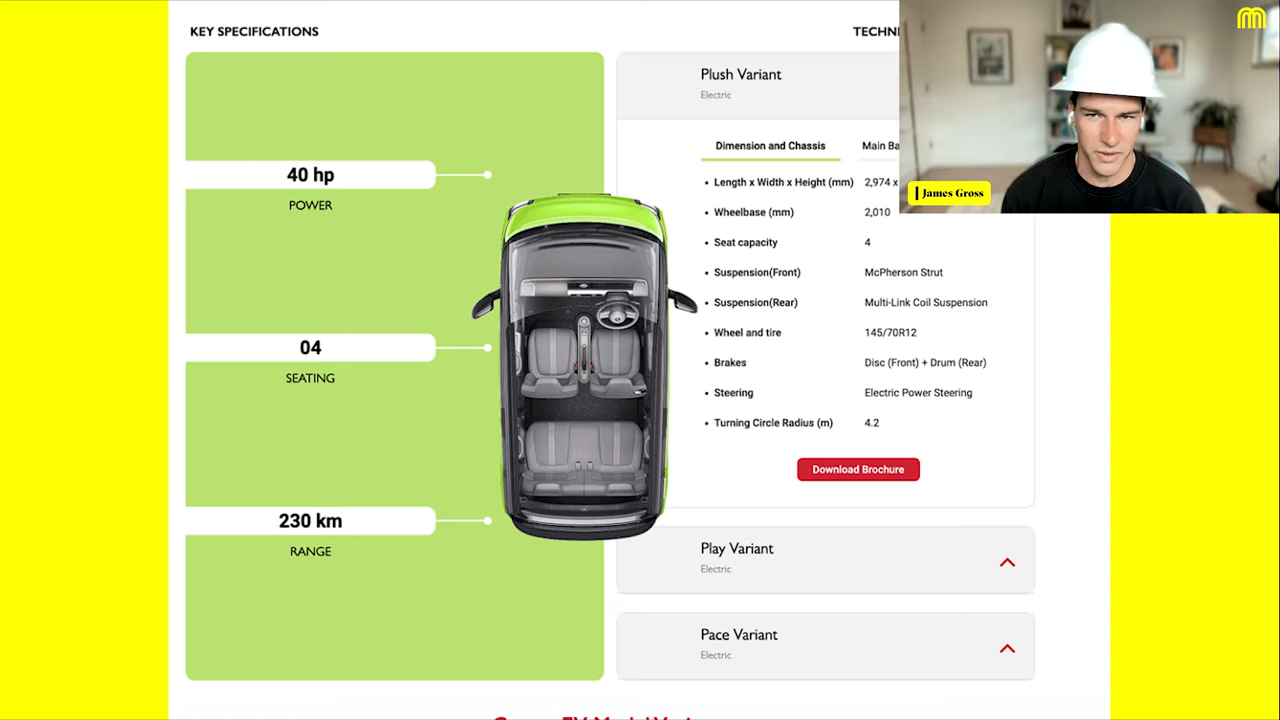 KEY SPECIFICATIONS
40 hp
POWER
04
SEATING
230 km
RANGE
Plush Variant
Electric
Dimension and Chassis
Main
• Length x Width x Height (mm) 2,974 x
• Wheelbase (mm) 2,010
• Seat capacity 4
• Suspension(Front) McPherson Strut
• Suspension(Rear) Multi-Link Coil Suspension
• Wheel and tire 145/70R12
• Brakes Disc (Front) + Drum (Rear)
• Steering Electric Power Steering
• Turning Circle Radius (m) 4.2
Download Brochure
Play Variant
Electric
Pace Variant
Electric
James Gross